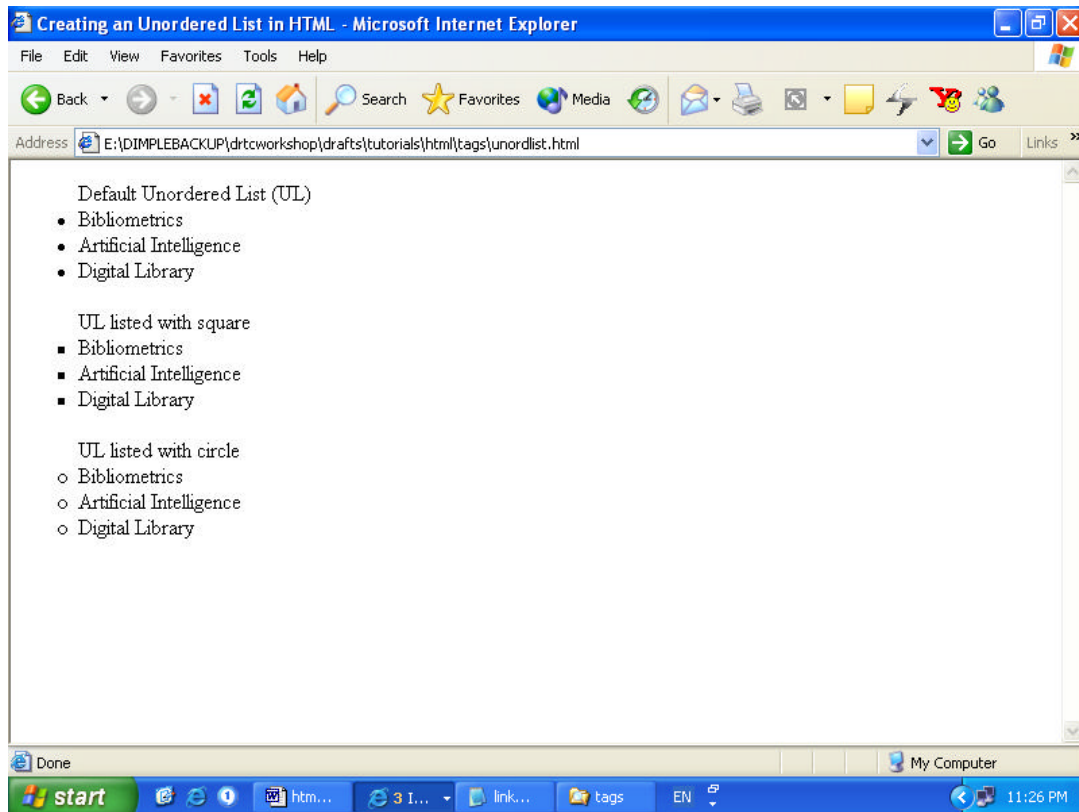 Creating an Unordered List in HTML - Microsoft Internet Explorer
File Edit View Favorites Tools Help
Back Search Favorites Media
Address E:\DIMPLEBACKUP\drtcworkshop\drafts\tutorials\html\tags\unordlist.html Go Links »
Default Unordered List (UL)
• Bibliometrics
• Artificial Intelligence
• Digital Library
UL listed with square
▪ Bibliometrics
▪ Artificial Intelligence
▪ Digital Library
UL listed with circle
o Bibliometrics
o Artificial Intelligence
o Digital Library
Done My Computer
start htm... 3 I... link... tags EN 11:26 PM